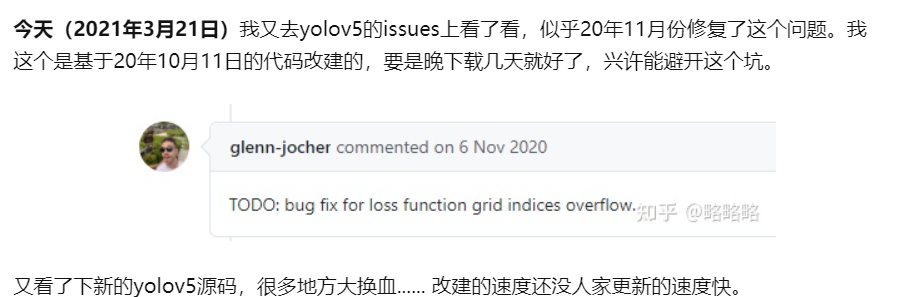 今天（2021年3月21日）我又去yolov5的issues上看了看，似乎20年11月份修复了这个问题。我
这个是基于20年10月11日的代码改建的，要是晚下载几天就好了，兴许能避开这个坑。
glenn-jocher commented on 6 Nov 2020
TODO: bug fix for loss function grid indices overflow.
知乎 @略略略
又看了下新的yolov5源码，很多地方大换血...... 改建的速度还没人家更新的速度快。